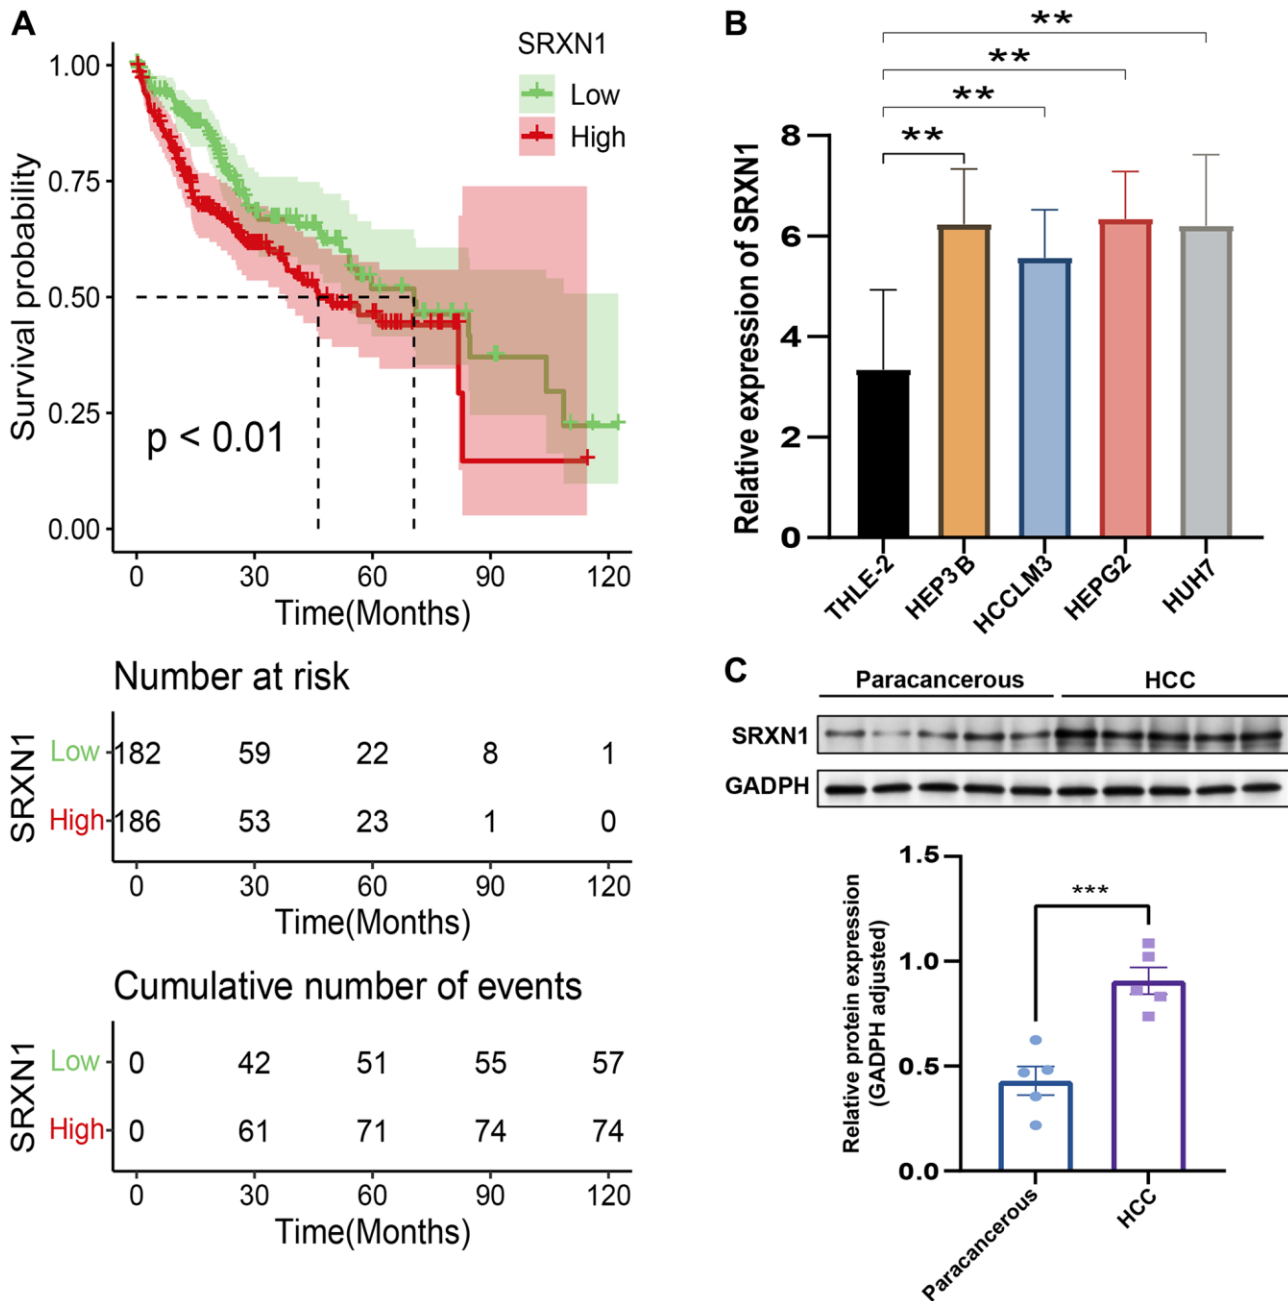 A
SRXN1
Low
High
Survival probability
1.00
0.75
0.50
0.25
0.00
p < 0.01
0 30 60 90 120
Time(Months)
Number at risk
SRXN1
Low 182 59 22 8 1
High 186 53 23 1 0
0 30 60 90 120
Time(Months)
Cumulative number of events
SRXN1
Low 0 42 51 55 57
High 0 61 71 74 74
0 30 60 90 120
Time(Months)
B
**
**
**
**
Relative expression of SRXN1
8
6
4
2
0
THLE-2 HEP3B HCCLM3 HEPG2 HUH7
C
Paracancerous HCC
SRXN1
GADPH
Relative protein expression
(GADPH adjusted)
1.5
1.0
0.5
0.0
***
Paracancerous HCC